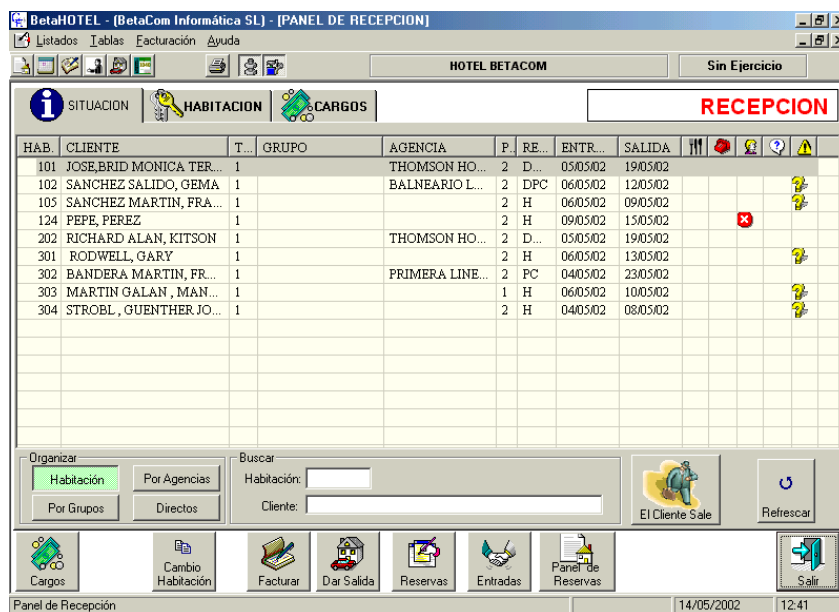 BetaHOTEL - (BetaCom Informática SL) - [PANEL DE RECEPCION]
Listados Tablas Facturación Ayuda
HOTEL BETACOM Sin Ejercicio
SITUACION HABITACION CARGOS RECEPCION
HAB. CLIENTE T... GRUPO AGENCIA P. RE... ENTR... SALIDA
101 JOSE,BRID MONICA TER... 1 THOMSON HO... 2 D... 05/05/02 19/05/02
102 SANCHEZ SALIDO, GEMA 1 BALNEARIO L... 2 DPC 06/05/02 12/05/02
105 SANCHEZ MARTIN, FRA... 1 2 H 06/05/02 09/05/02
124 PEPE, PEREZ 1 2 H 09/05/02 15/05/02
202 RICHARD ALAN, KITSON 1 THOMSON HO... 2 D... 05/05/02 19/05/02
301 RODWELL, GARY 1 2 H 06/05/02 13/05/02
302 BANDERA MARTIN, FR... 1 PRIMERA LINE... 2 PC 04/05/02 23/05/02
303 MARTIN GALAN , MAN... 1 1 H 06/05/02 10/05/02
304 STROBL , GUENTHER JO... 1 2 H 04/05/02 08/05/02
Organizar Buscar
Habitación Por Agencias Habitación:
Por Grupos Directos Cliente: El Cliente Sale Refrescar
Cargos Cambio Habitación Facturar Dar Salida Reservas Entradas Panel de Reservas Salir
Panel de Recepción 14/05/2002 12:41